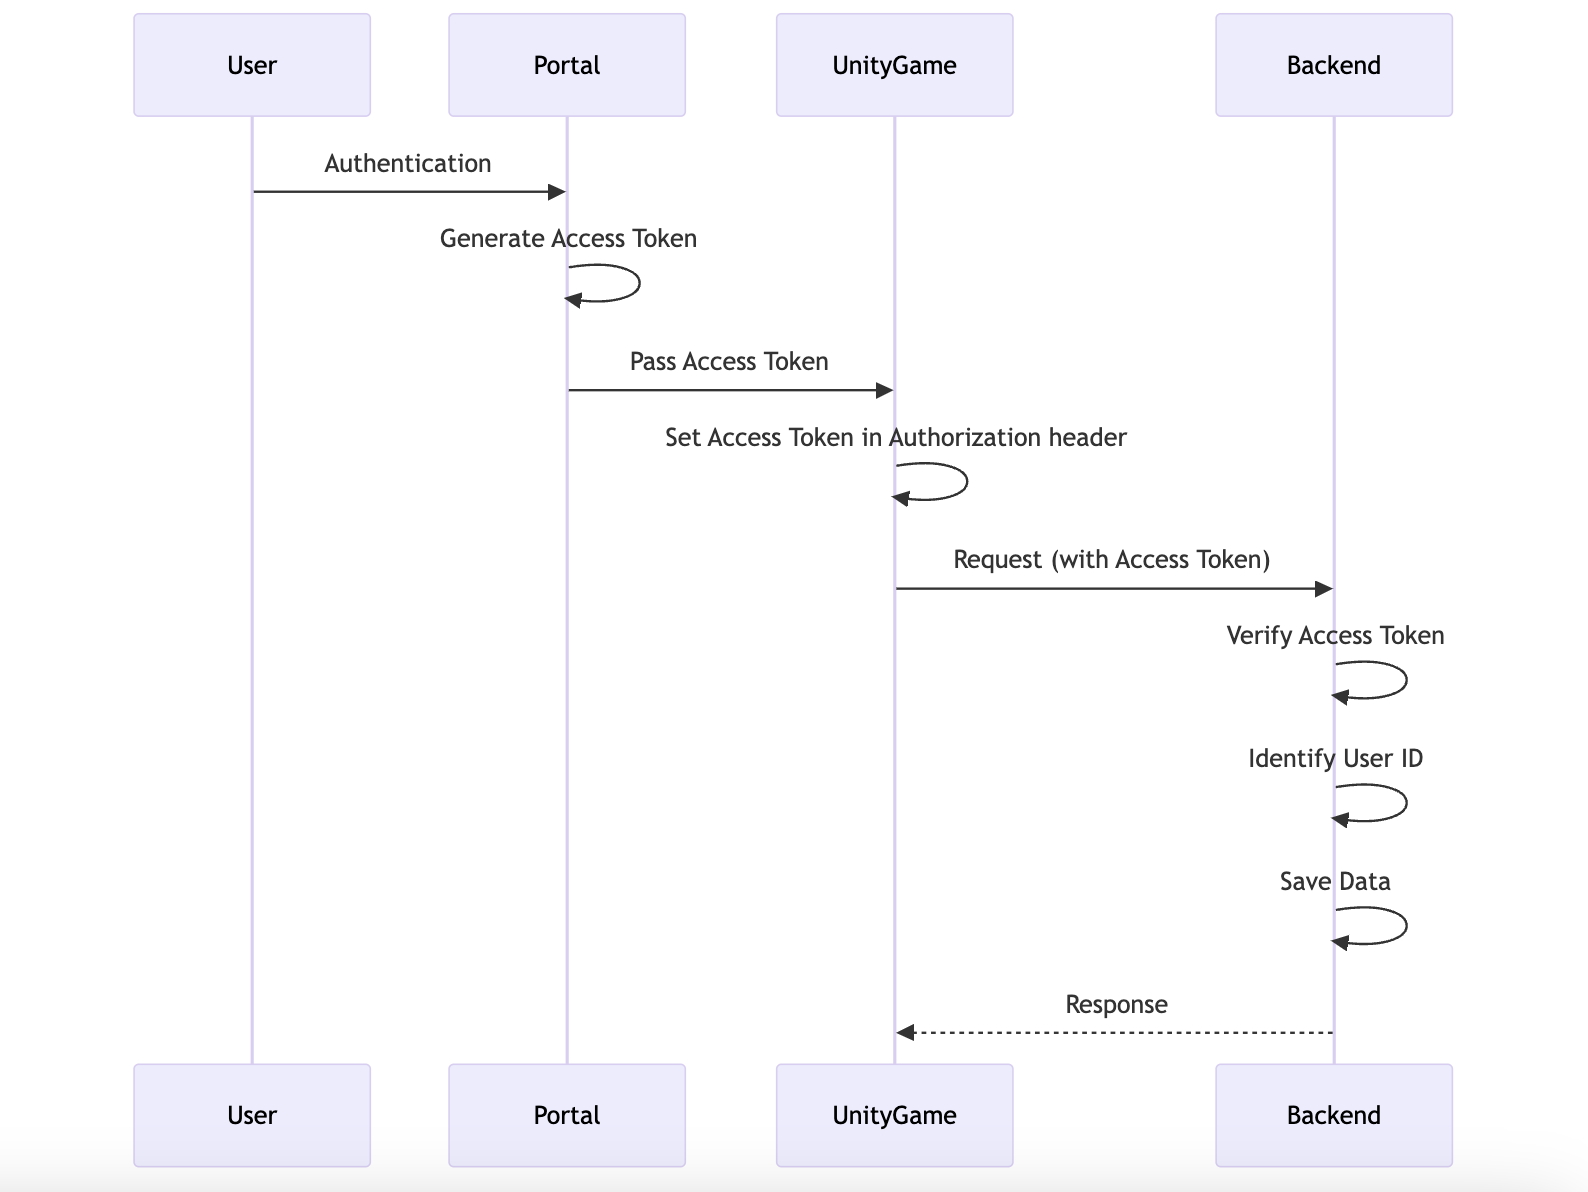 User
Portal
UnityGame
Backend
Authentication
Generate Access Token
Pass Access Token
Set Access Token in Authorization header
Request (with Access Token)
Verify Access Token
Identify User ID
Save Data
Response
User
Portal
UnityGame
Backend